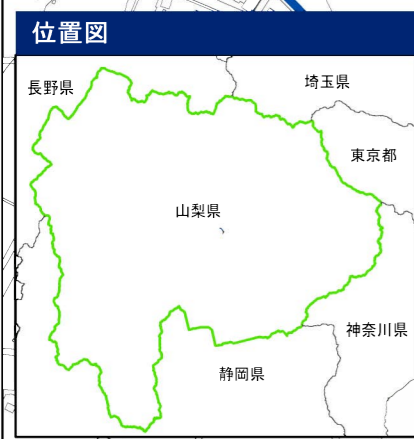 位置図
長野県
埼玉県
東京都
山梨県
神奈川県
静岡県